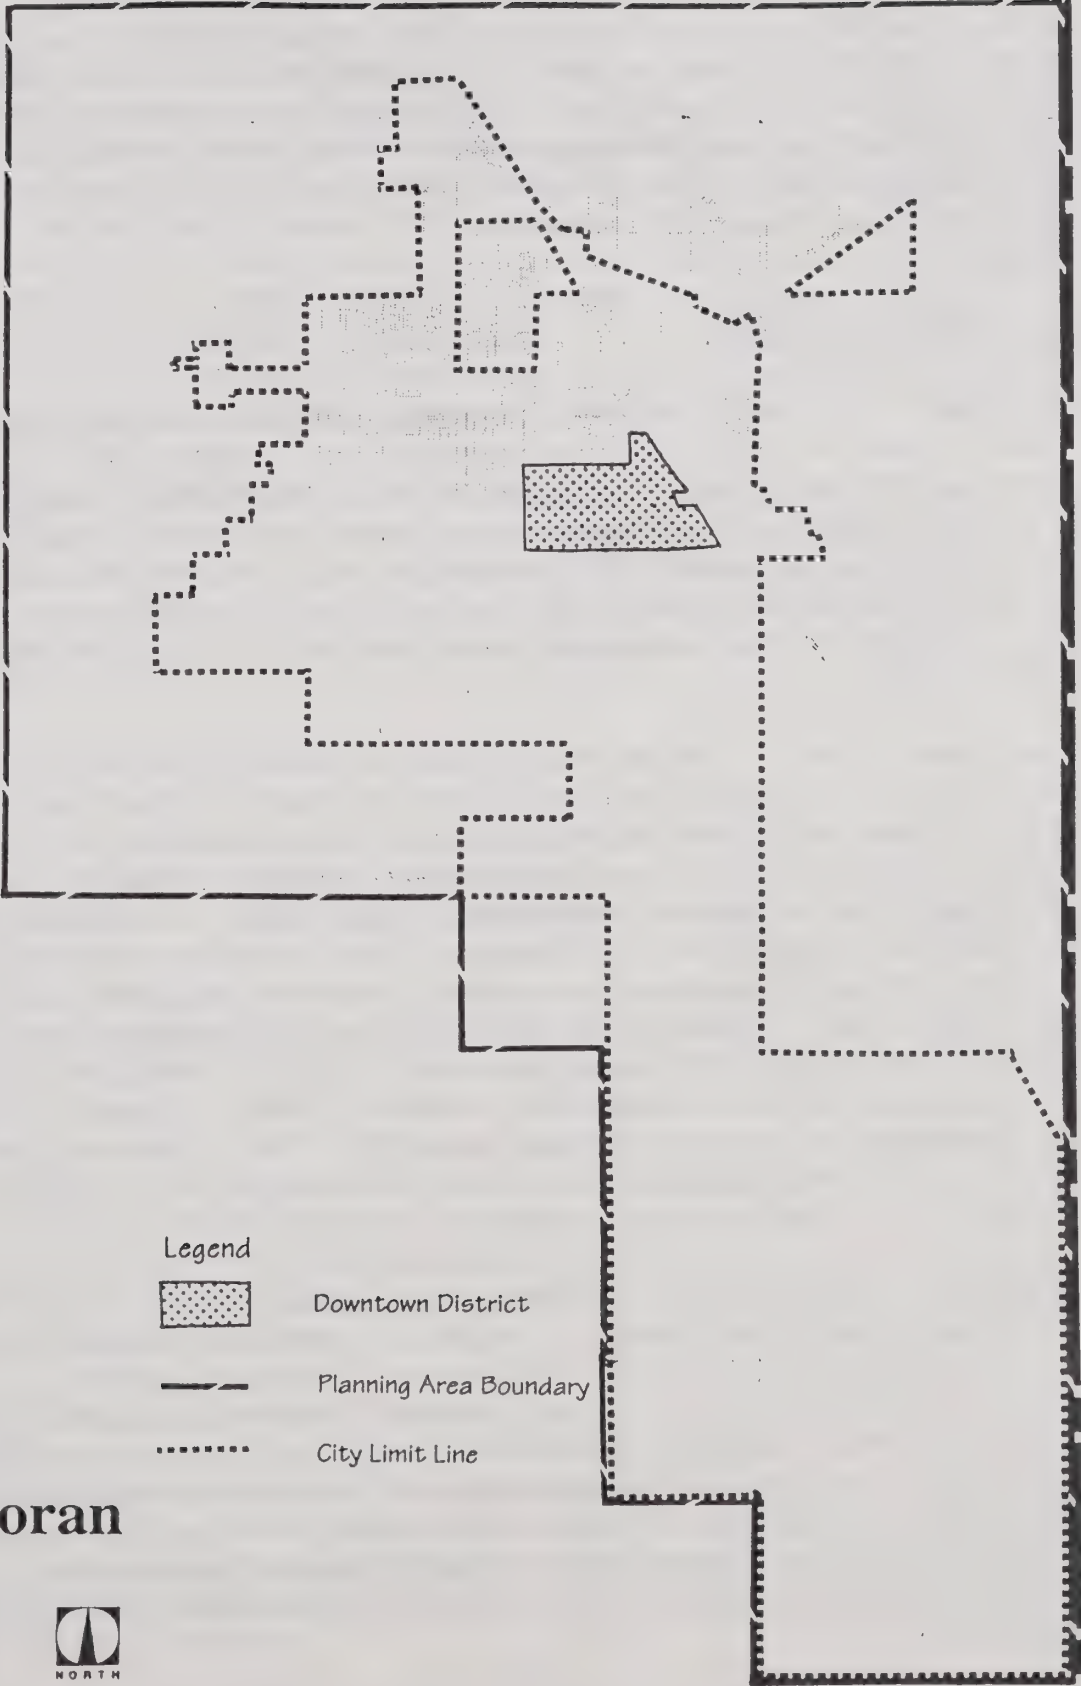 Legend
Downtown District
Planning Area Boundary
City Limit Line
oran
NORTH